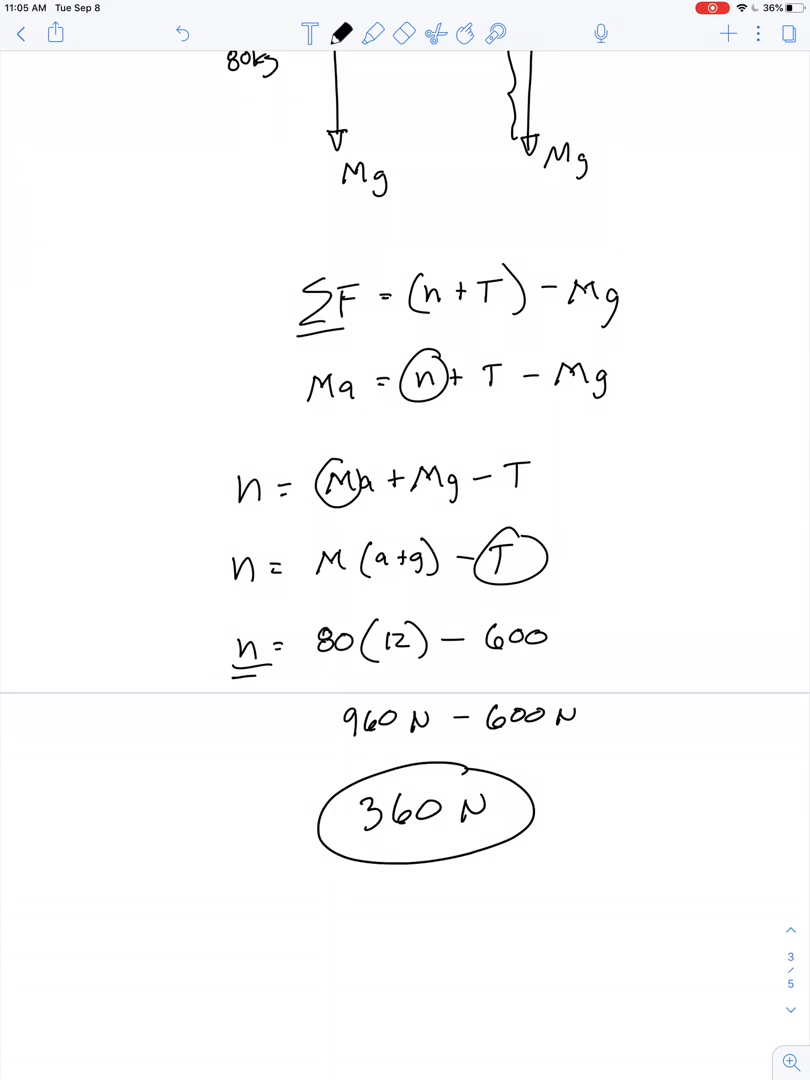 11:05 AM Tue Sep 8
36%
T
80kg
Mg
Mg
ΣF = (n + T) - Mg
Ma = n + T - Mg
n = Ma + Mg - T
n = M (a+g) - T
n = 80(12) - 600
960 N - 600 N
360 N
3
/
5